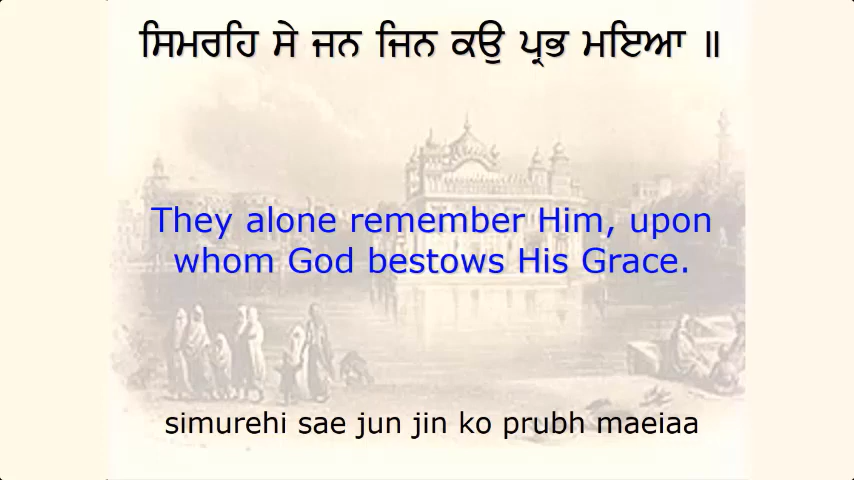 ਸਿਮਰਹਿ ਸੇ ਜਨ ਜਿਨ ਕਉ ਪ੍ਰਭ ਮਇਆ ॥
They alone remember Him, upon
whom God bestows His Grace.
simurehi sae jun jin ko prubh maeiaa